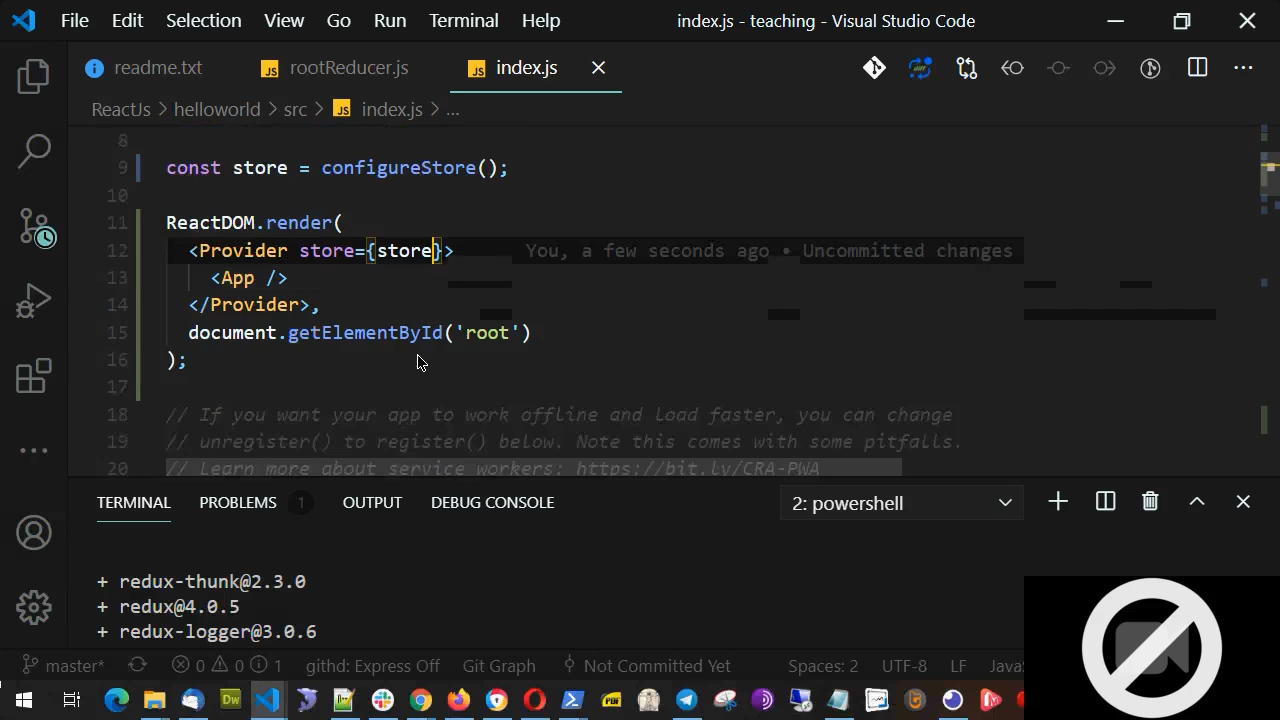 File Edit Selection View Go Run Terminal Help index.js - teaching - Visual Studio Code
readme.txt JS rootReducer.js JS index.js
ReactJs > helloworld > src > JS index.js > ...
8
9 const store = configureStore();
10
11 ReactDOM.render(
12 <Provider store={store}> You, a few seconds ago • Uncommitted changes
13 <App />
14 </Provider>,
15 document.getElementById('root')
16 );
17
18 // If you want your app to work offline and load faster, you can change
19 // unregister() to register() below. Note this comes with some pitfalls.
20 // Learn more about service workers: https://bit.ly/CRA-PWA
TERMINAL PROBLEMS 1 OUTPUT DEBUG CONSOLE 2: powershell
+ redux-thunk@2.3.0
+ redux@4.0.5
+ redux-logger@3.0.6
master* 0 0 1 githd: Express Off Git Graph Not Committed Yet Spaces: 2 UTF-8 LF Java
Dw